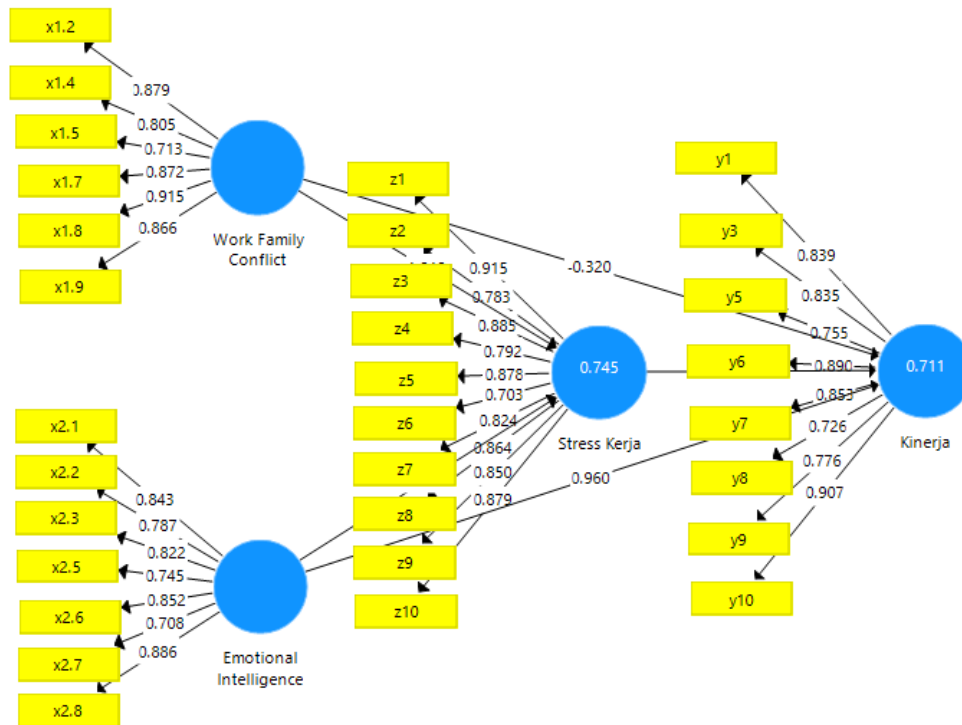 x1.2
x1.4
x1.5
x1.7
x1.8
x1.9
0.879
0.805
0.713
0.872
0.915
0.866
Work Family
Conflict
x2.1
x2.2
x2.3
x2.5
x2.6
x2.7
x2.8
0.843
0.787
0.822
0.745
0.852
0.708
0.886
Emotional
Intelligence
z1
z2
z3
z4
z5
z6
z7
z8
z9
z10
0.915
0.783
0.885
0.792
0.878
0.703
0.824
0.864
0.850
0.879
0.745
Stress Kerja
-0.320
0.960
y1
y3
y5
y6
y7
y8
y9
y10
0.839
0.835
0.755
0.890
0.853
0.726
0.776
0.907
0.711
Kinerja